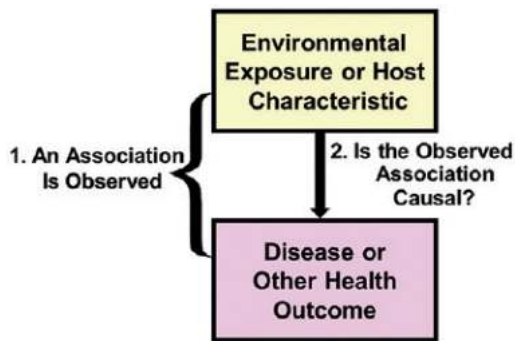 Environmental
Exposure or Host
Characteristic
1. An Association
Is Observed
2. Is the Observed
Association
Causal?
Disease or
Other Health
Outcome